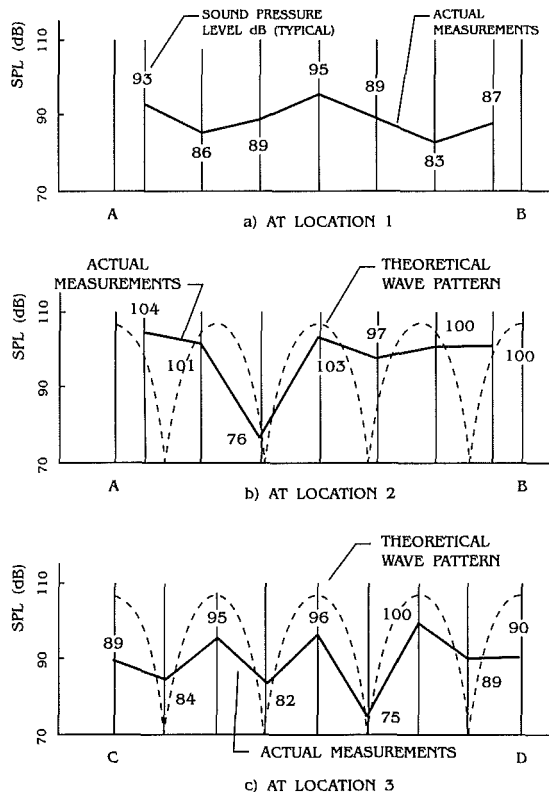 SOUND PRESSURE
LEVEL dB (TYPICAL)
ACTUAL
MEASUREMENTS
SPL (dB)
110
90
70
93
86
89
95
89
83
87
A
B
a) AT LOCATION 1
ACTUAL
MEASUREMENTS
THEORETICAL
WAVE PATTERN
SPL (dB)
110
90
70
104
101
76
103
97
100
100
A
B
b) AT LOCATION 2
THEORETICAL
WAVE PATTERN
SPL (dB)
110
90
70
89
84
95
82
96
75
100
89
90
C
ACTUAL MEASUREMENTS
D
c) AT LOCATION 3